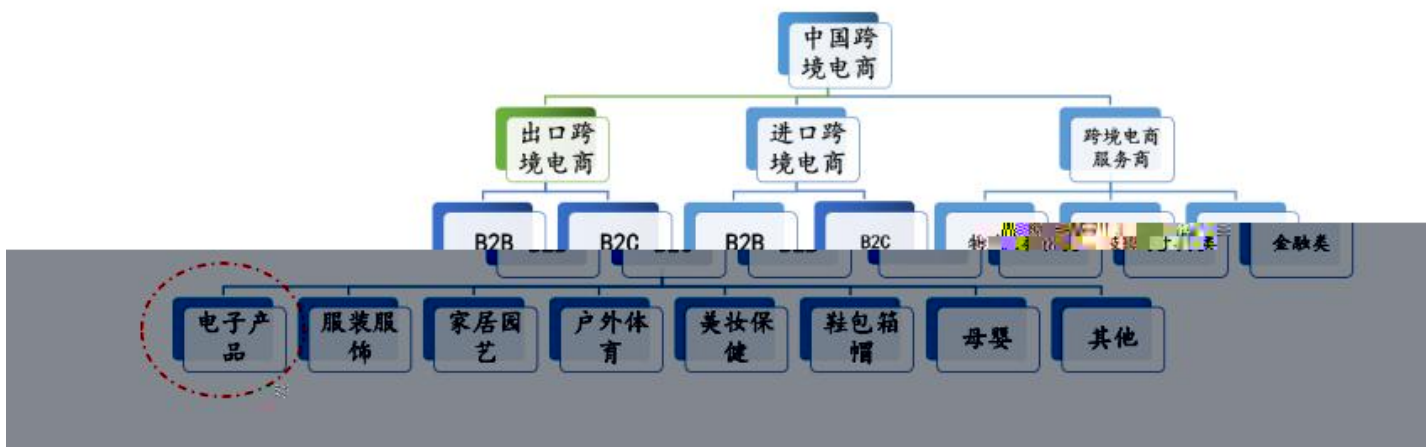 中国跨
境电商
出口跨
境电商
进口跨
境电商
跨境电商
服务商
B2B
B2C
B2B
B2C
金融类
电子产
品
服装服
饰
家居园
艺
户外体
育
美妆保
健
鞋包箱
帽
母婴
其他